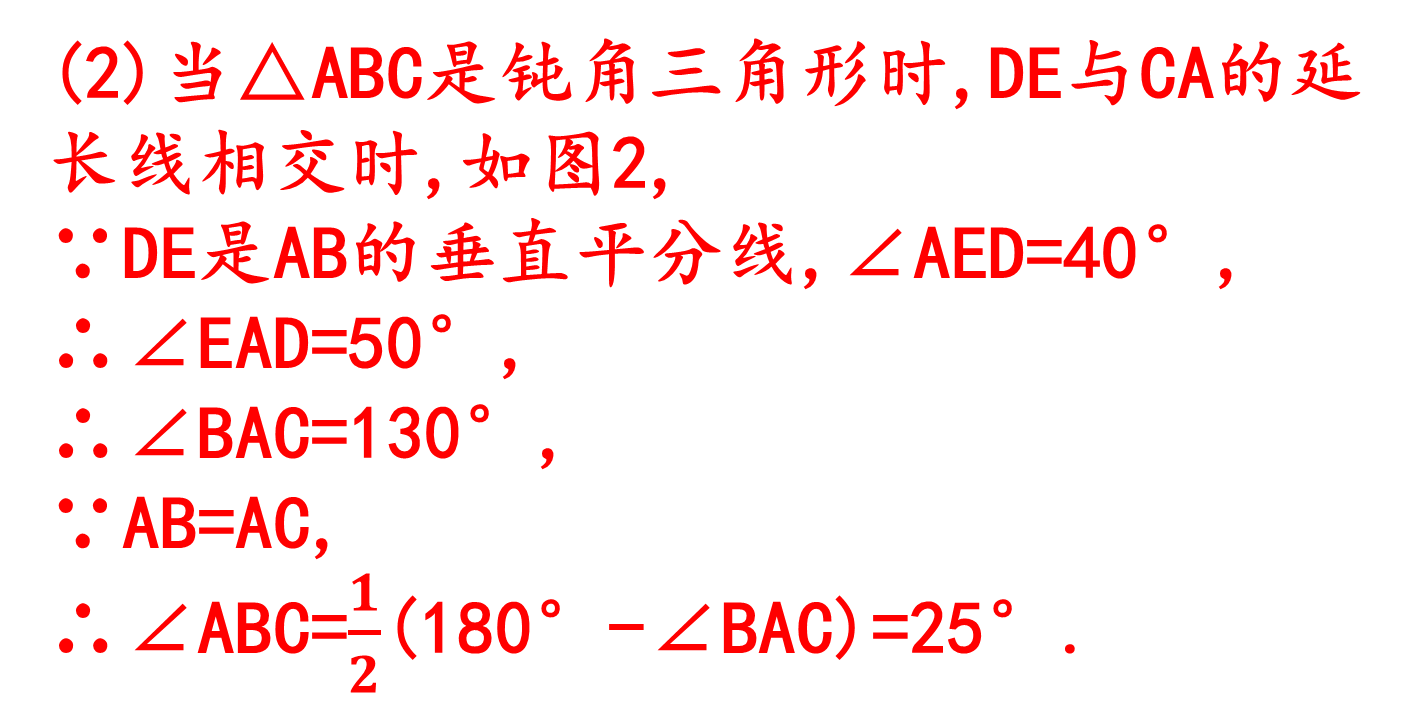 (2)当△ABC是钝角三角形时,DE与CA的延
长线相交时,如图2,
∵DE是AB的垂直平分线,∠AED=40°,
∴∠EAD=50°,
∴∠BAC=130°,
∵AB=AC,
∴∠ABC=1/2(180°-∠BAC)=25°.